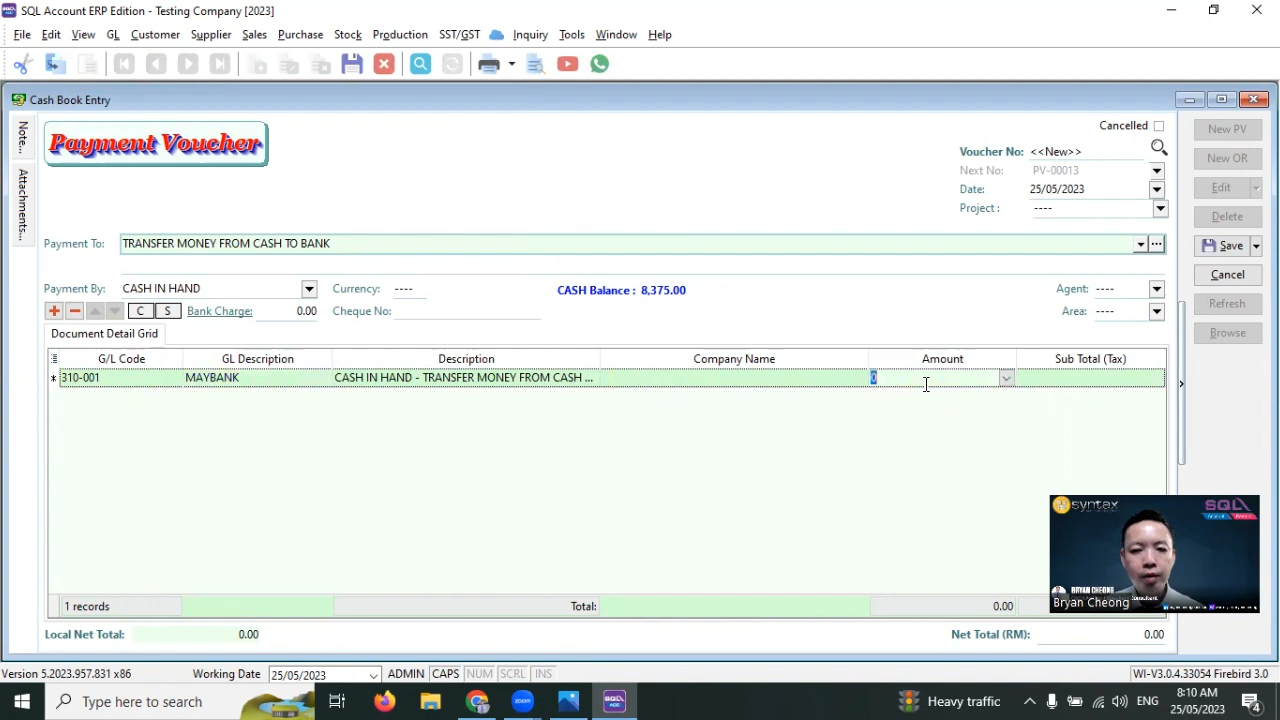 SQL Account ERP Edition - Testing Company [2023]
File Edit View GL Customer Supplier Sales Purchase Stock Production SST/GST Inquiry Tools Window Help
Cash Book Entry
Note...
Attachments...
Payment Voucher
Cancelled
Voucher No: <<New>>
Next No: PV-00013
Date: 25/05/2023
Project : ----
Payment To: TRANSFER MONEY FROM CASH TO BANK
Payment By: CASH IN HAND Currency: ---- CASH Balance : 8,375.00 Agent: ----
C S Bank Charge: 0.00 Cheque No: Area: ----
Document Detail Grid
G/L Code GL Description Description Company Name Amount Sub Total (Tax)
310-001 MAYBANK CASH IN HAND - TRANSFER MONEY FROM CASH ... 0
1 records Total: 0.00
Local Net Total: 0.00 Net Total (RM): 0.00
New PV
New OR
Edit
Delete
Save
Cancel
Refresh
Browse
syntax SQL
BRYAN CHEONG
Bryan Cheong
Version 5.2023.957.831 x86 Working Date 25/05/2023 ADMIN CAPS NUM SCRL INS WI-V3.0.4.33054 Firebird 3.0
Type here to search zoom ACC Heavy traffic ENG 8:10 AM
25/05/2023 4